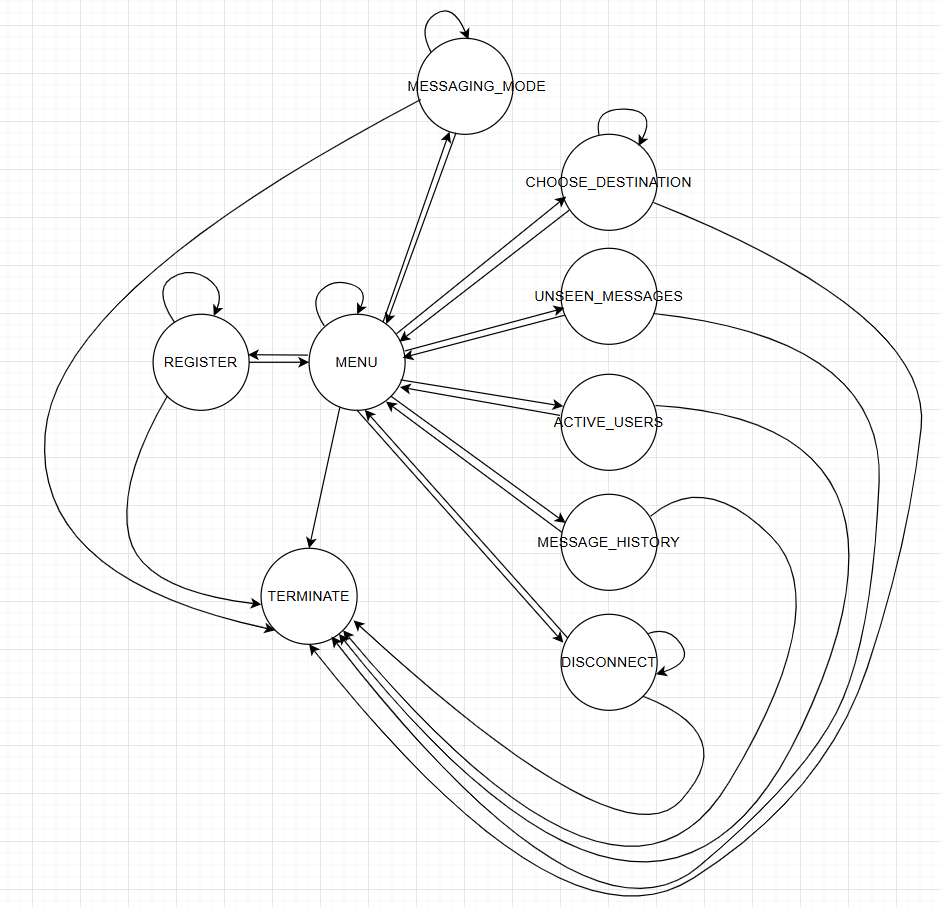 MESSAGING_MODE
CHOOSE_DESTINATION
UNSEEN_MESSAGES
REGISTER
MENU
ACTIVE_USERS
MESSAGE_HISTORY
TERMINATE
DISCONNECT